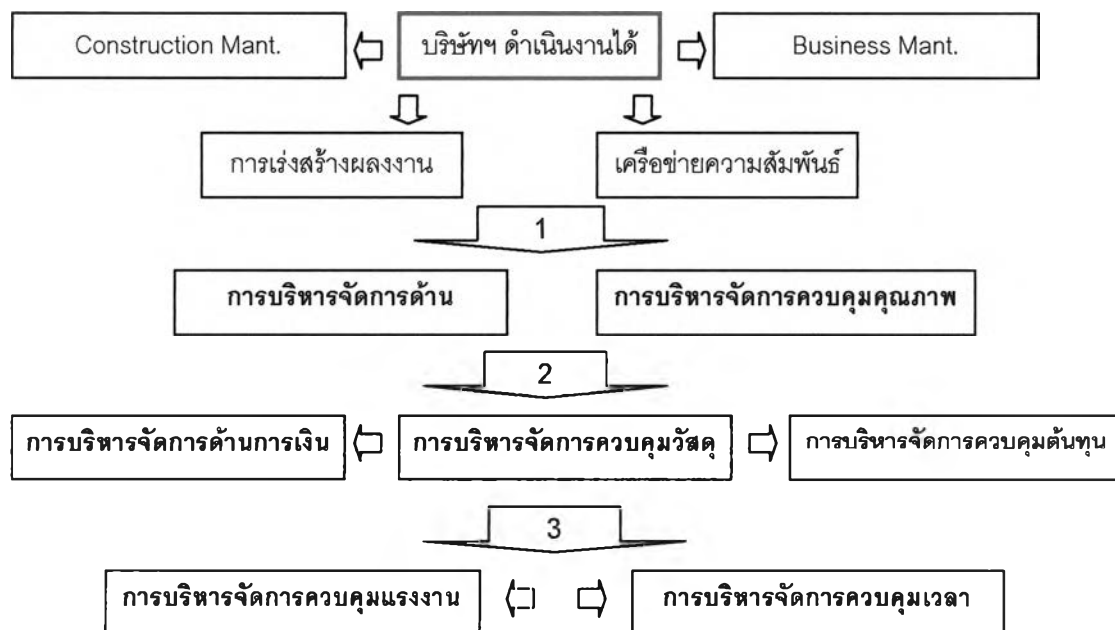 Construction Mant. บริษัทฯ ดำเนินงานได้ Business Mant.
การเร่งสร้างผลงาน เครือข่ายความสัมพันธ์
1
การบริหารจัดการด้าน การบริหารจัดการควบคุมคุณภาพ
2
การบริหารจัดการด้านการเงิน การบริหารจัดการควบคุมวัสดุ การบริหารจัดการควบคุมต้นทุน
3
การบริหารจัดการควบคุมแรงงาน การบริหารจัดการควบคุมเวลา